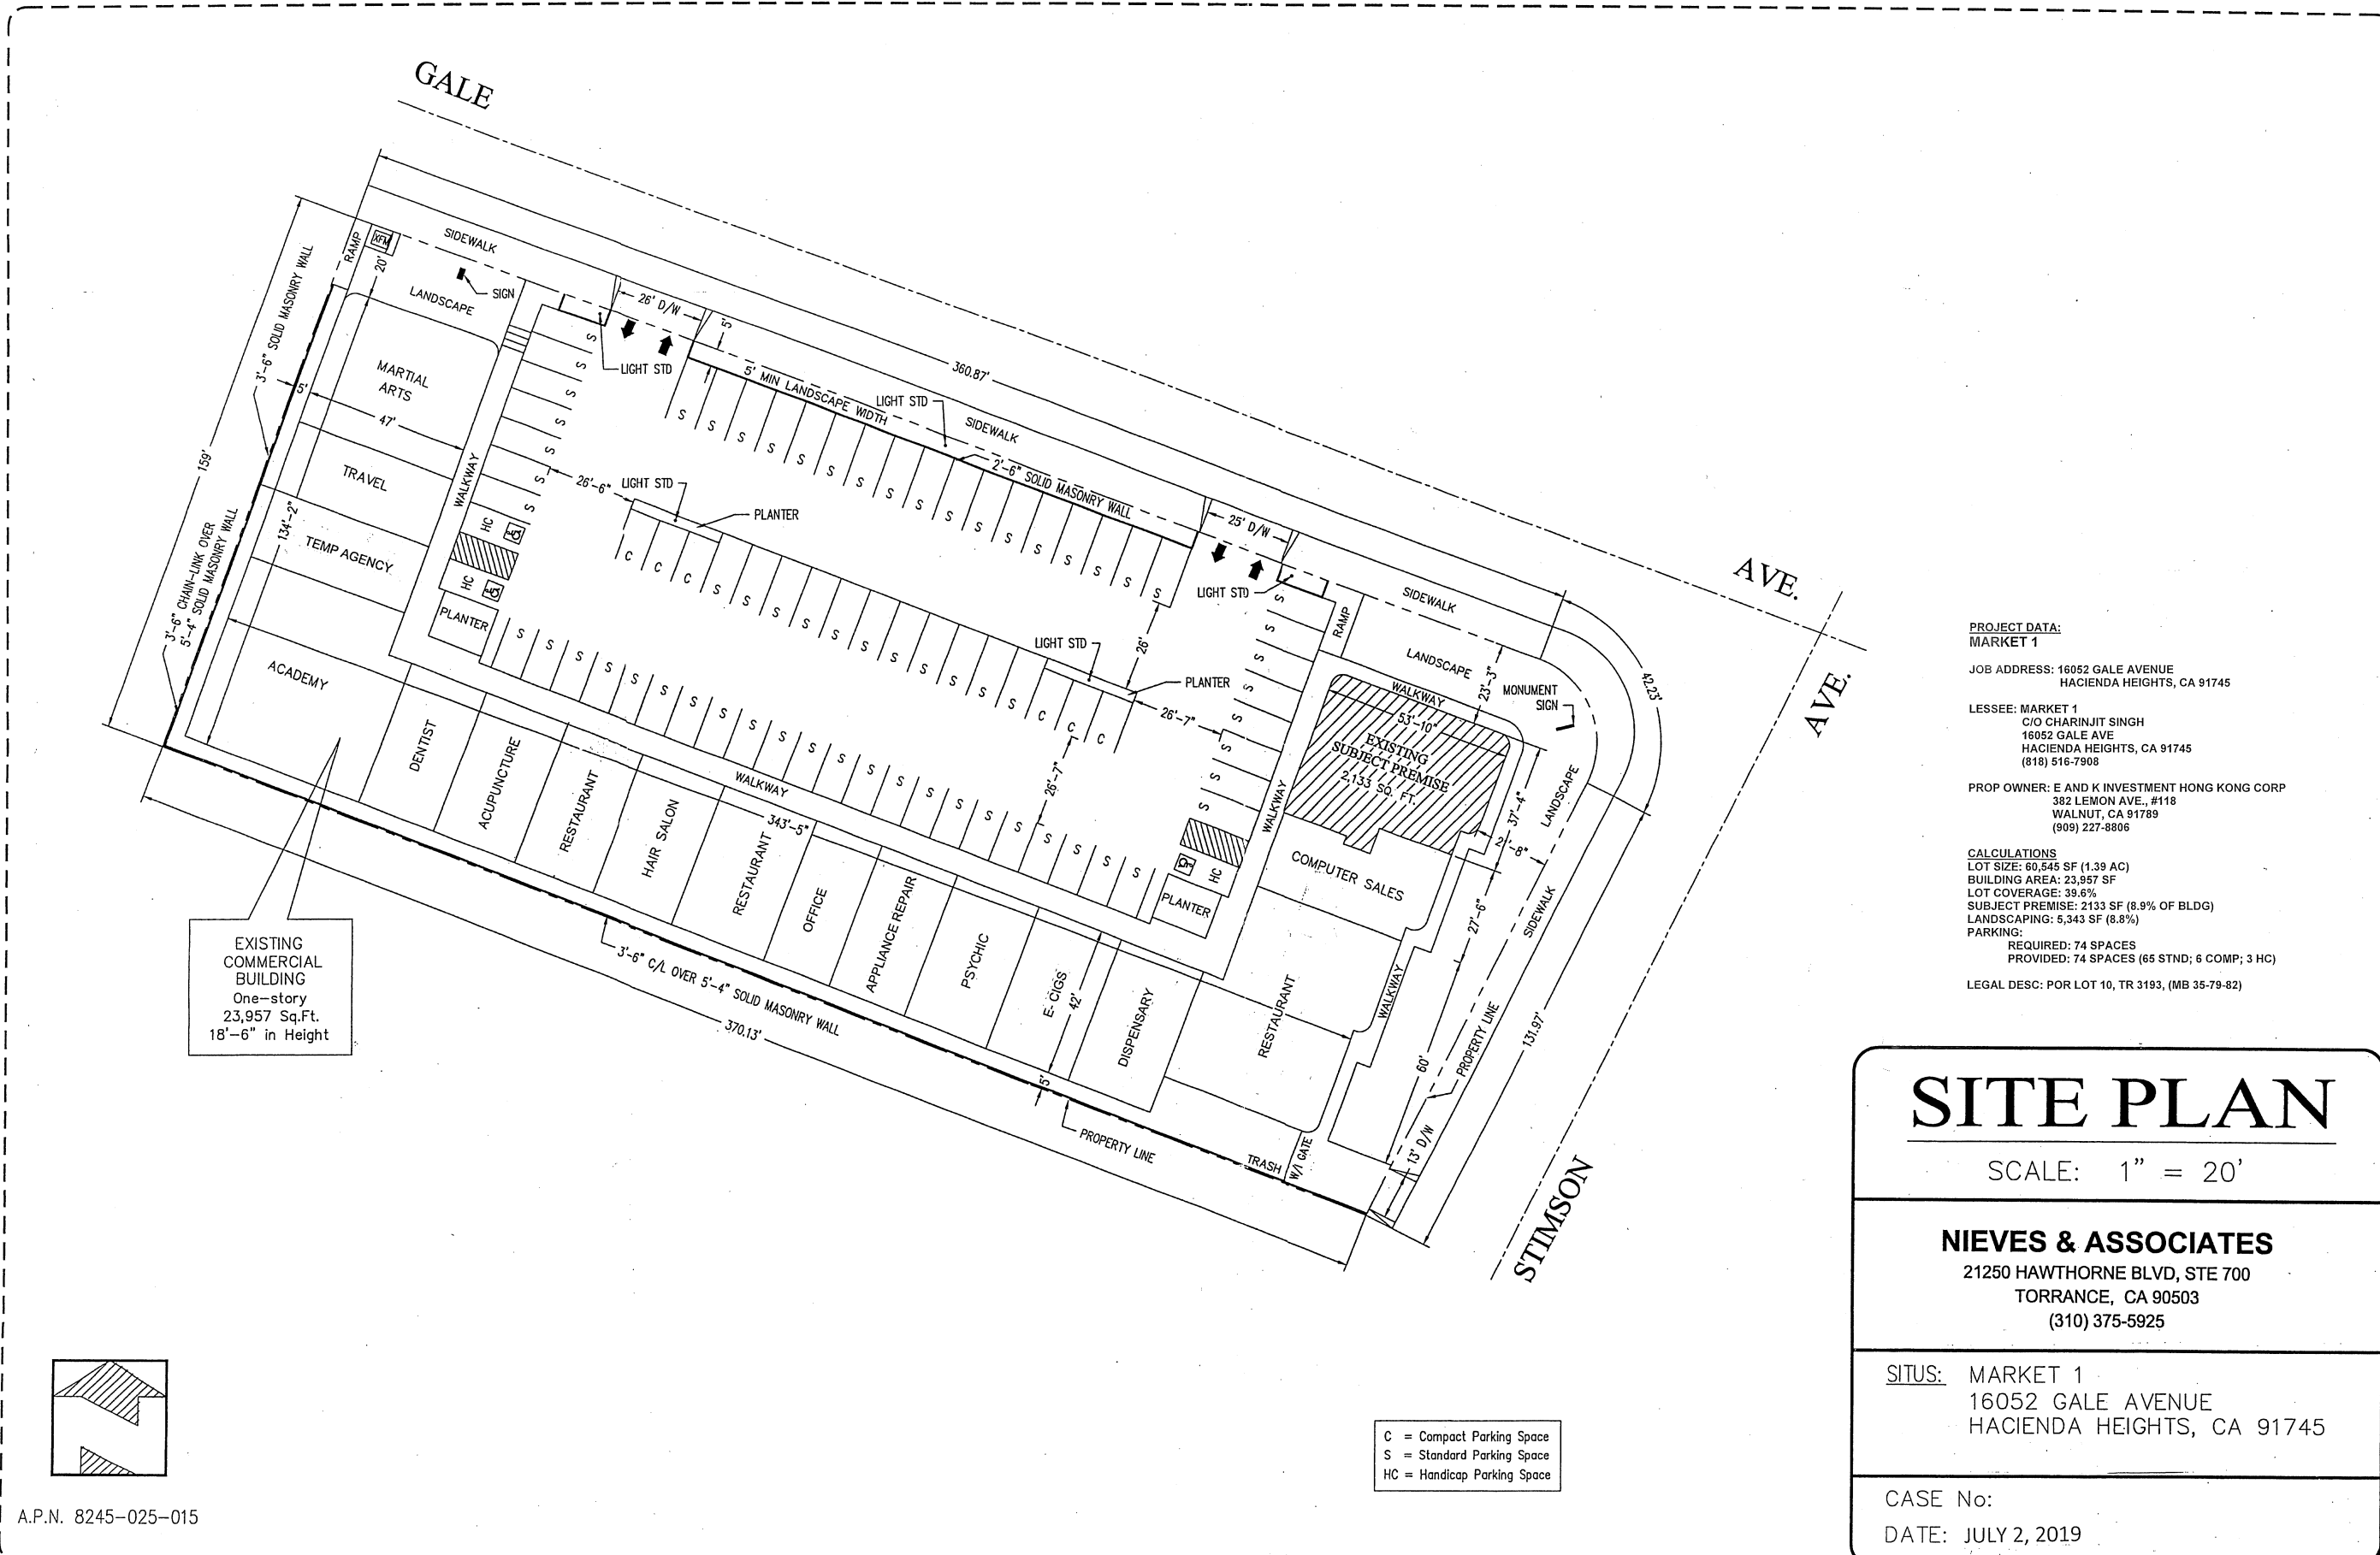 GALE
AVE.
STIMSON
AVE.
SIDEWALK
RAMP
XFM
20'
LANDSCAPE
SIGN
26' D/W
5'
LIGHT STD
360.87'
5' MIN LANDSCAPE WIDTH
LIGHT STD
SIDEWALK
2'-6" SOLID MASONRY WALL
25' D/W
LIGHT STD
SIDEWALK
RAMP
LANDSCAPE
23'-3"
MONUMENT
SIGN
42.23'
3'-6" SOLID MASONRY WALL
159'
5'
MARTIAL
ARTS
47'
TRAVEL
134'-2"
TEMP AGENCY
WALKWAY
3'-6" CHAIN-LINK OVER
5'-4" SOLID MASONRY WALL
S
S
S
S
S
S
S
S
HC
HC
PLANTER
26'-6"
LIGHT STD
PLANTER
S S S S S S S S S S S S S S S S S
C C C S S S S S S S S S S S C C C
26'
LIGHT STD
PLANTER
26'-7"
26'-7"
S S S S S S S S S S S S S S S S S S S S S S
S
S
S
S
S
S
S
S
HC
PLANTER
WALKWAY
WALKWAY
53'-10"
EXISTING
SUBJECT PREMISE
2,133 SQ. FT.
37'-4"
LANDSCAPE
21'-8"
COMPUTER SALES
27'-6"
SIDEWALK
WALKWAY
60'
PROPERTY LINE
131.97'
13' D/W
ACADEMY
DENTIST
ACUPUNCTURE
RESTAURANT
HAIR SALON
WALKWAY
343'-5"
RESTAURANT
OFFICE
APPLIANCE REPAIR
PSYCHIC
E-CIGS
42'
DISPENSARY
RESTAURANT
3'-6" C/L OVER 5'-4" SOLID MASONRY WALL
370.13'
5'
PROPERTY LINE
TRASH
W/I GATE
EXISTING
COMMERCIAL
BUILDING
One-story
23,957 Sq.Ft.
18'-6" in Height
A.P.N. 8245-025-015
C = Compact Parking Space
S = Standard Parking Space
HC = Handicap Parking Space
PROJECT DATA:
MARKET 1
JOB ADDRESS: 16052 GALE AVENUE
HACIENDA HEIGHTS, CA 91745
LESSEE: MARKET 1
C/O CHARINJIT SINGH
16052 GALE AVE
HACIENDA HEIGHTS, CA 91745
(818) 516-7908
PROP OWNER: E AND K INVESTMENT HONG KONG CORP
382 LEMON AVE., #118
WALNUT, CA 91789
(909) 227-8806
CALCULATIONS
LOT SIZE: 60,545 SF (1.39 AC)
BUILDING AREA: 23,957 SF
LOT COVERAGE: 39.6%
SUBJECT PREMISE: 2133 SF (8.9% OF BLDG)
LANDSCAPING: 5,343 SF (8.8%)
PARKING:
REQUIRED: 74 SPACES
PROVIDED: 74 SPACES (65 STND; 6 COMP; 3 HC)
LEGAL DESC: POR LOT 10, TR 3193, (MB 35-79-82)
SITE PLAN
SCALE: 1" = 20'
NIEVES & ASSOCIATES
21250 HAWTHORNE BLVD, STE 700
TORRANCE, CA 90503
(310) 375-5925
SITUS: MARKET 1
16052 GALE AVENUE
HACIENDA HEIGHTS, CA 91745
CASE No:
DATE: JULY 2, 2019